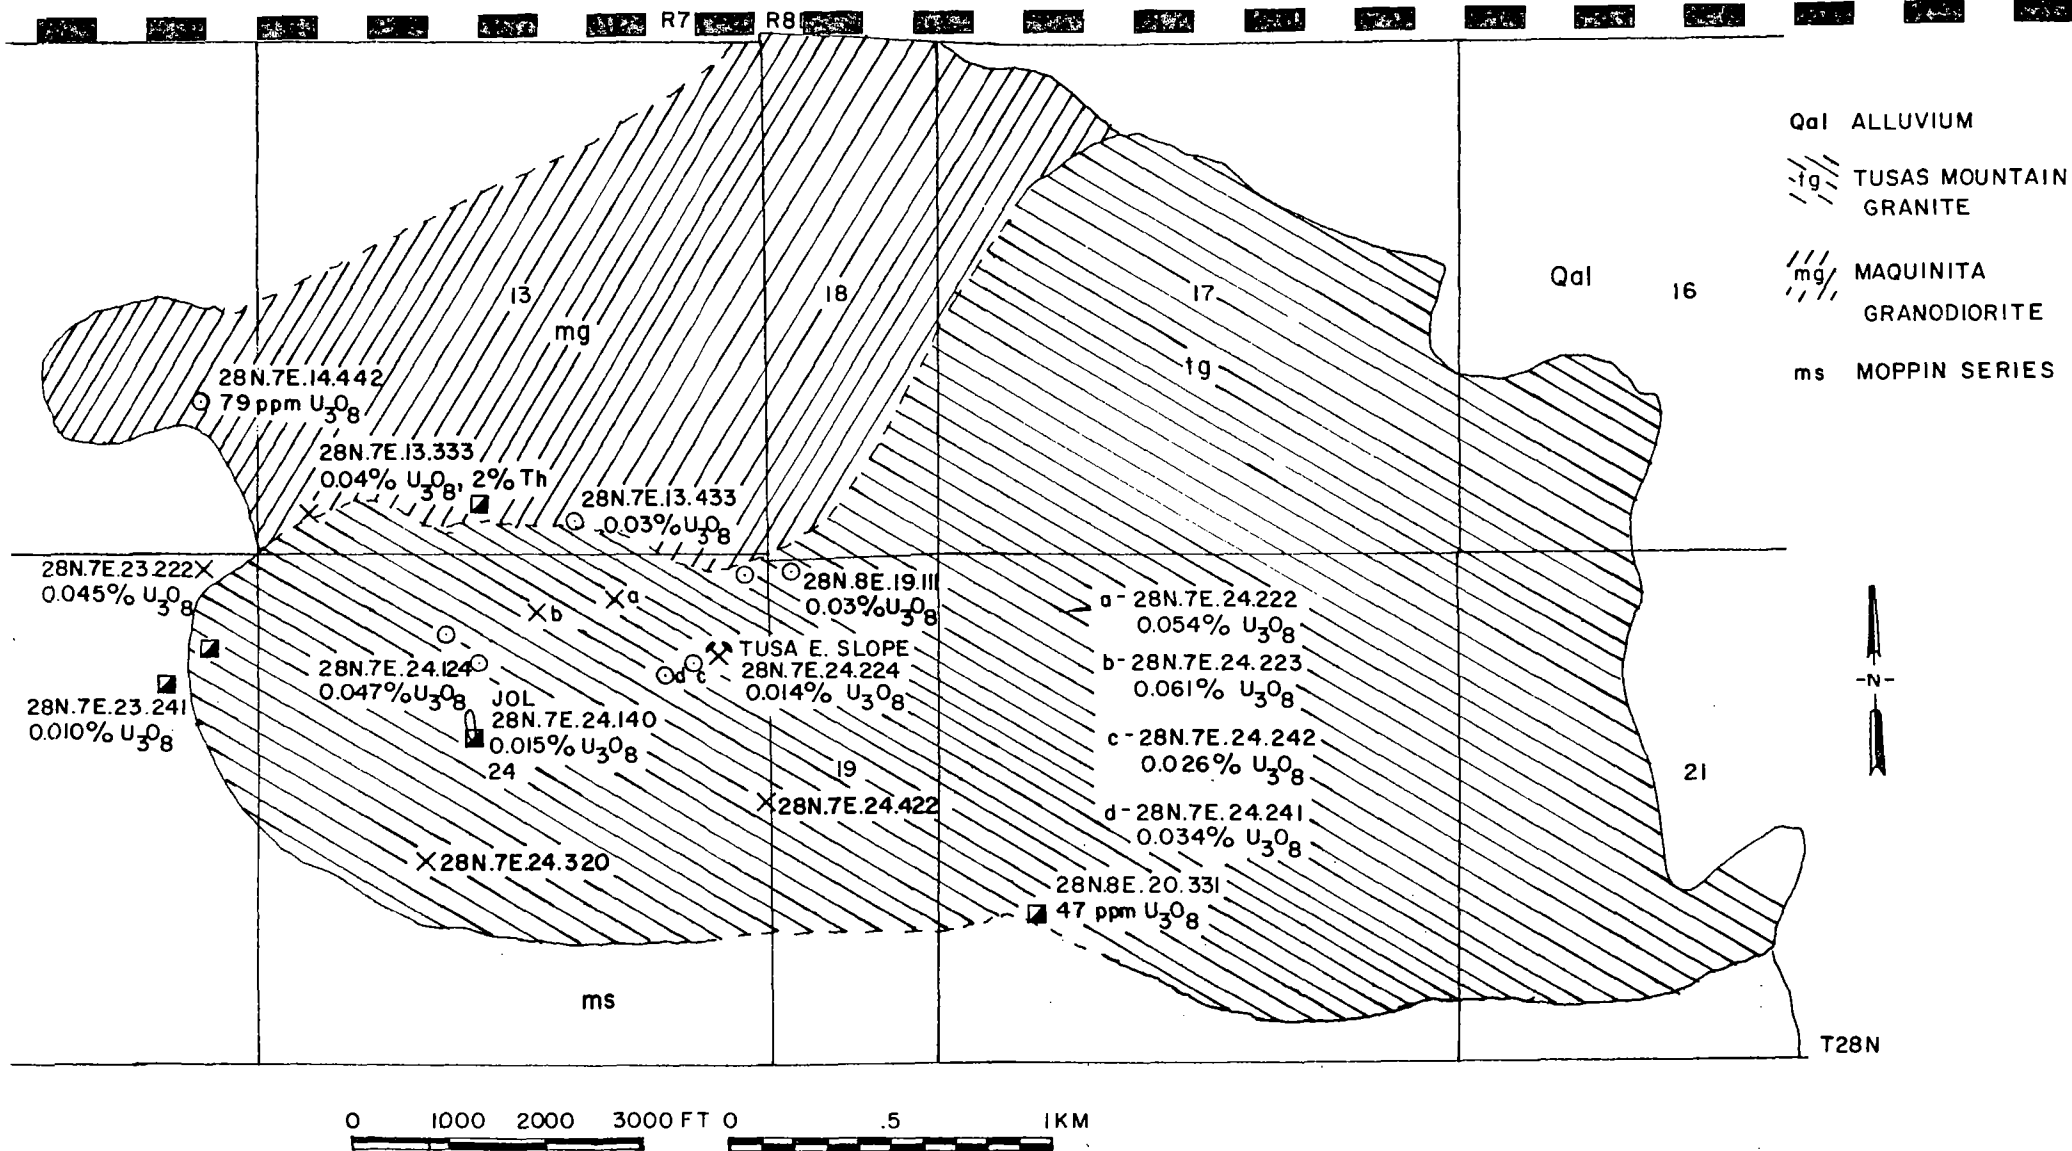 R7 R8
Qal ALLUVIUM
tg TUSAS MOUNTAIN
GRANITE
mg MAQUINITA
GRANODIORITE
ms MOPPIN SERIES
13
18
17
Qal 16
mg
tg
28N.7E.14.442
79 ppm U3O8
28N.7E.13.333
0.04% U3O8, 2% Th
28N.7E.13.433
0.03% U3O8
28N.7E.23.222
0.045% U3O8
28N.8E.19.111
0.03% U3O8
a
b
a - 28N.7E.24.222
0.054% U3O8
b - 28N.7E.24.223
0.061% U3O8
c - 28N.7E.24.242
0.026% U3O8
d - 28N.7E.24.241
0.034% U3O8
TUSA E. SLOPE
28N.7E.24.224
0.014% U3O8
d c
28N.7E.24.124
0.047% U3O8
JOL
28N.7E.24.140
0.015% U3O8
24
28N.7E.23.241
0.010% U3O8
19
21
-N-
28N.7E.24.422
28N.7E.24.320
28N.8E.20.331
47 ppm U3O8
ms
T28N
0 1000 2000 3000 FT
0 .5 1KM